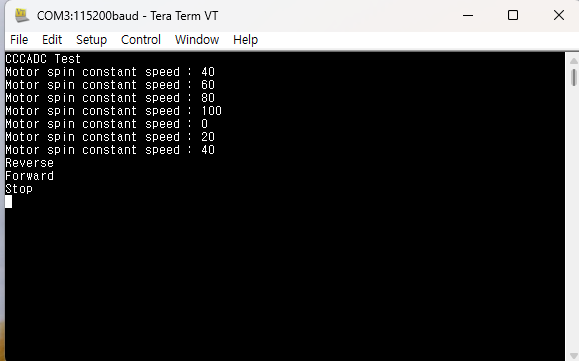 COM3:115200baud - Tera Term VT
File Edit Setup Control Window Help
CCCADC Test
Motor spin constant speed : 40
Motor spin constant speed : 60
Motor spin constant speed : 80
Motor spin constant speed : 100
Motor spin constant speed : 0
Motor spin constant speed : 20
Motor spin constant speed : 40
Reverse
Forward
Stop